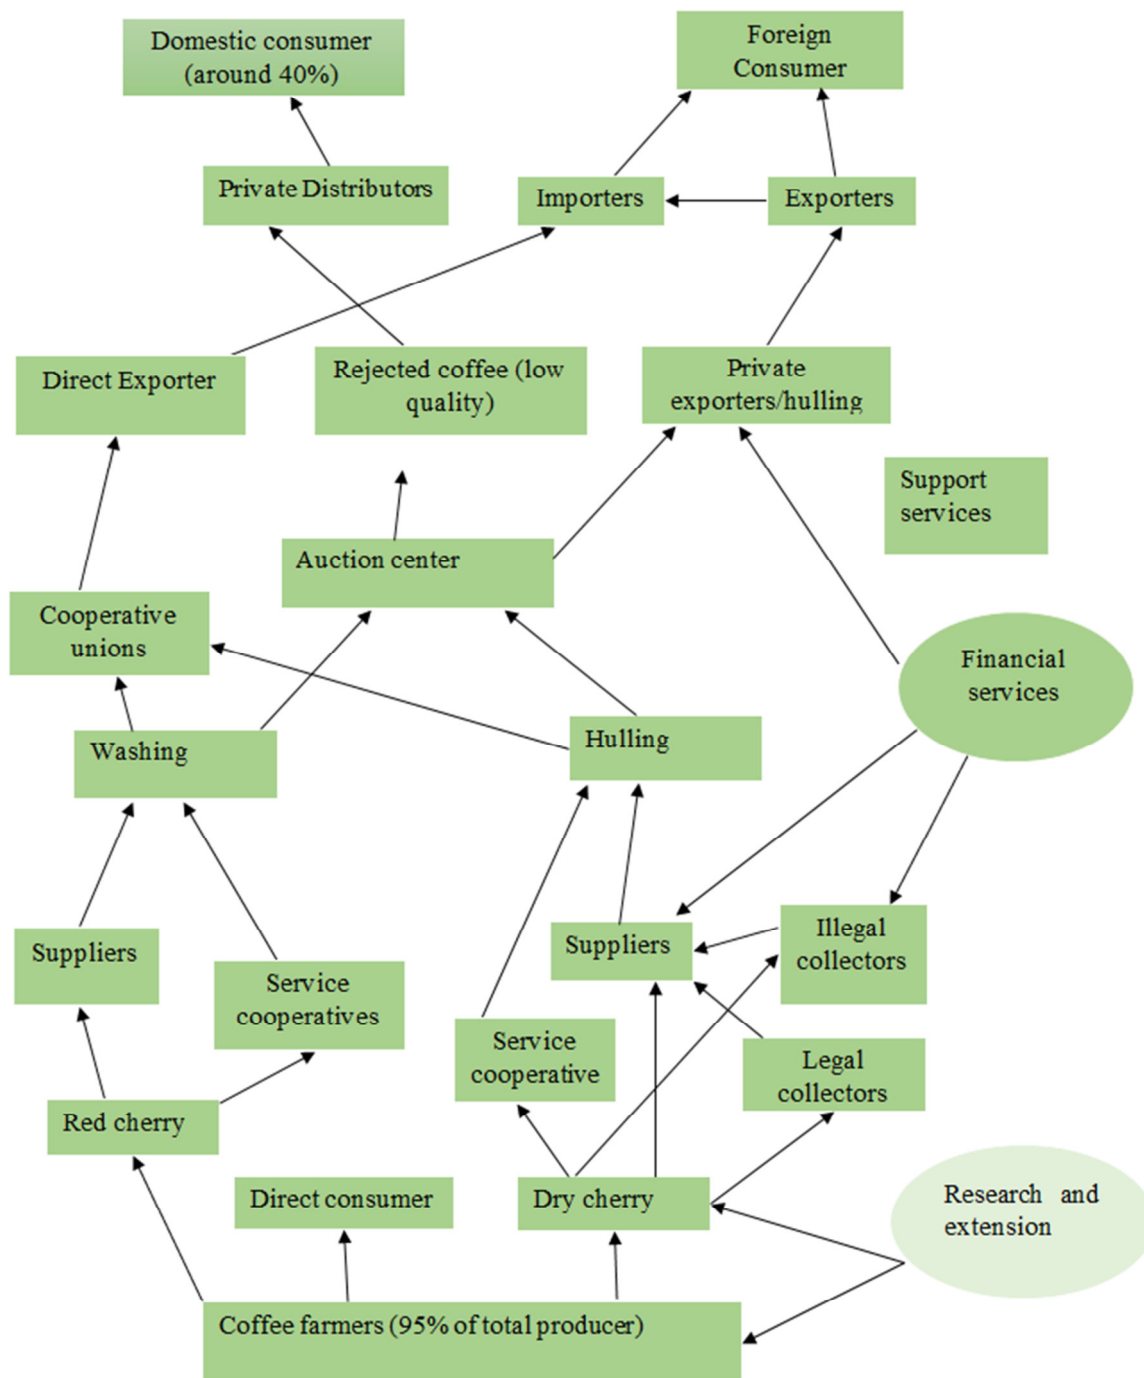 Domestic consumer
(around 40%)
Foreign
Consumer
Private Distributors
Importers
Exporters
Direct Exporter
Rejected coffee (low
quality)
Private
exporters/hulling
Support
services
Auction center
Cooperative
unions
Financial
services
Washing
Hulling
Suppliers
Service
cooperatives
Suppliers
Illegal
collectors
Service
cooperative
Legal
collectors
Red cherry
Direct consumer
Dry cherry
Research and
extension
Coffee farmers (95% of total producer)